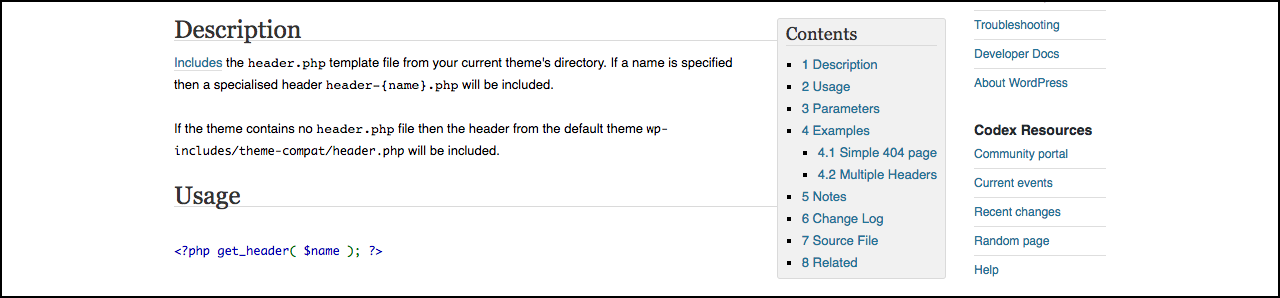 Description
Includes the header.php template file from your current theme's directory. If a name is specified
then a specialised header header-{name}.php will be included.
If the theme contains no header.php file then the header from the default theme wp-
includes/theme-compat/header.php will be included.
Usage
<?php get_header( $name ); ?>
Contents
1 Description
2 Usage
3 Parameters
4 Examples
4.1 Simple 404 page
4.2 Multiple Headers
5 Notes
6 Change Log
7 Source File
8 Related
Troubleshooting
Developer Docs
About WordPress
Codex Resources
Community portal
Current events
Recent changes
Random page
Help